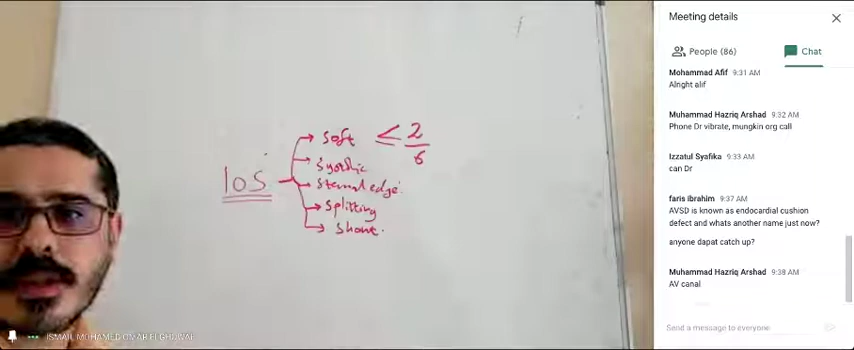 soft ≤ 2/6
10S
sternal edge.
splitting
short.
ISMAIL MOHAMED OMAR ELGHUWAEL
Meeting details
People (86)
Chat
Mohammad Afif 9:31 AM
Alright alif
Muhammad Hazriq Arshad 9:32 AM
Phone Dr vibrate, mungkin org call
Izzatul Syafika 9:33 AM
can Dr
faris ibrahim 9:37 AM
AVSD is known as endocardial cushion
defect and whats another name just now?
anyone dapat catch up?
Muhammad Hazriq Arshad 9:38 AM
AV canal
Send a message to everyone